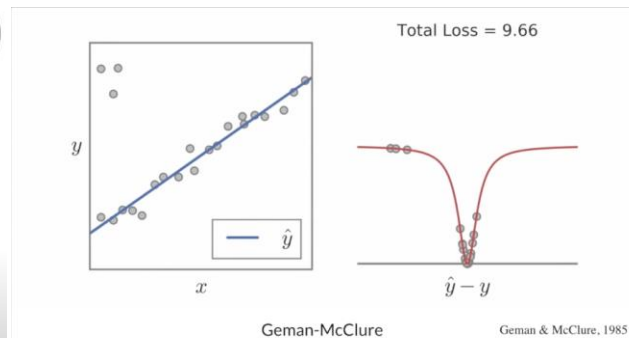 Total Loss = 9.66
y
ŷ
x
ŷ − y
Geman-McClure
Geman & McClure, 1985